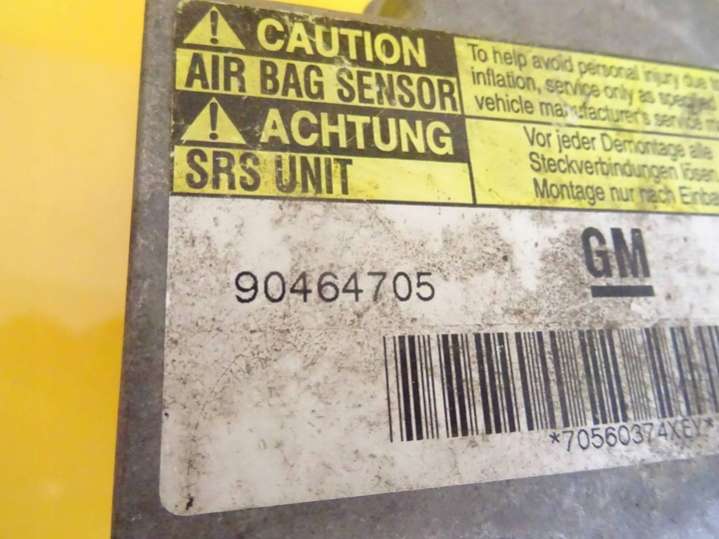 CAUTION
AIR BAG SENSOR
To help avoid personal injury due to
inflation, service only as specified
vehicle manufacturer's service
ACHTUNG
SRS UNIT
Vor jeder Demontage alle
Steckverbindungen lösen
Montage nur nach
GM
90464705
*70560374XEY*